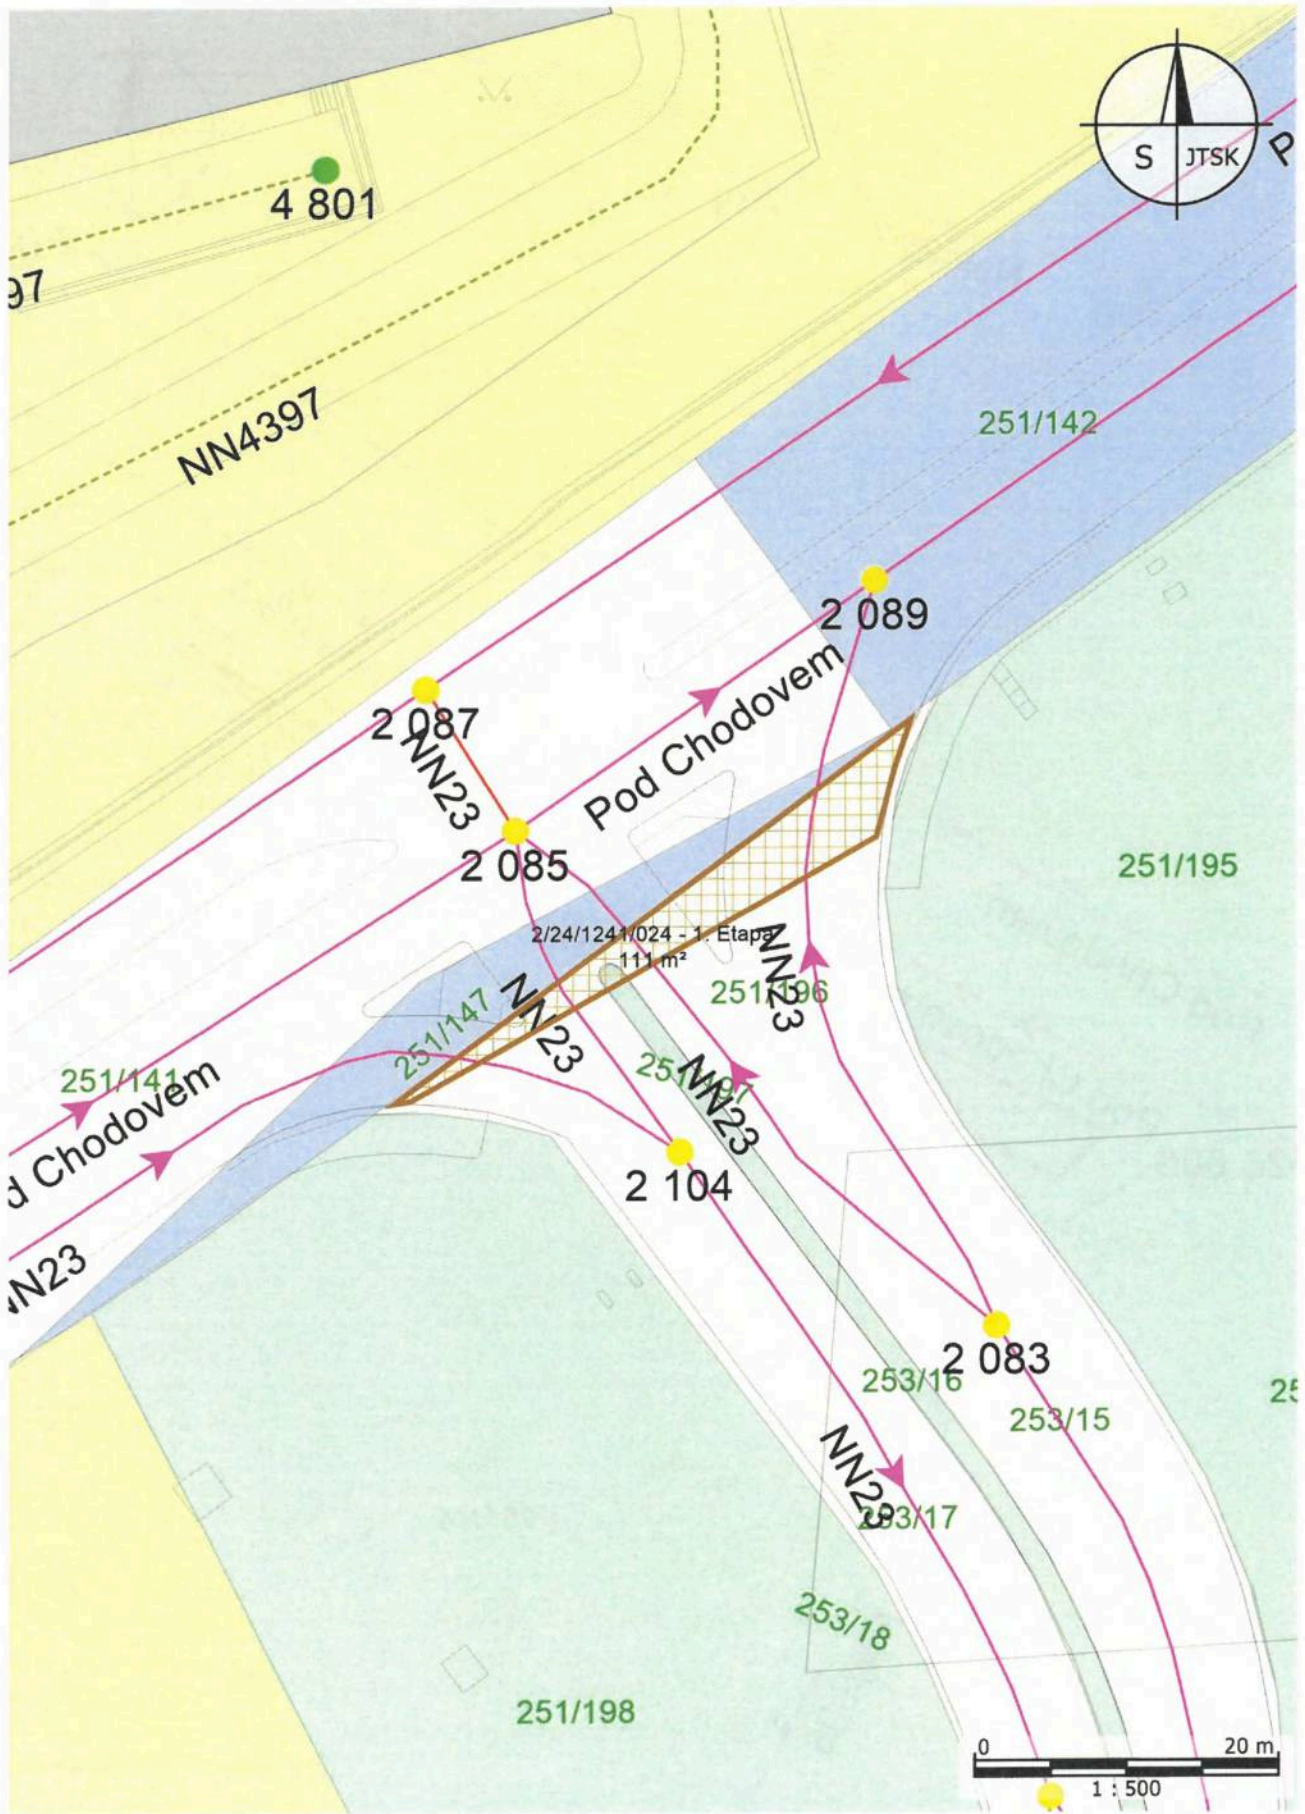 S JTSK
P
4 801
97
NN4397
251/142
2 089
2 087
NN23
Pod Chodovem
2 085
251/195
2/24/1241/024 - 1. Etapa
111 m²
NN23
251/196
NN23
251/147
251/141
d Chodovem
251/197
NN23
2 104
NN23
2 083
253/16
253/15
25
NN23
253/17
253/18
251/198
0 20 m
1 : 500